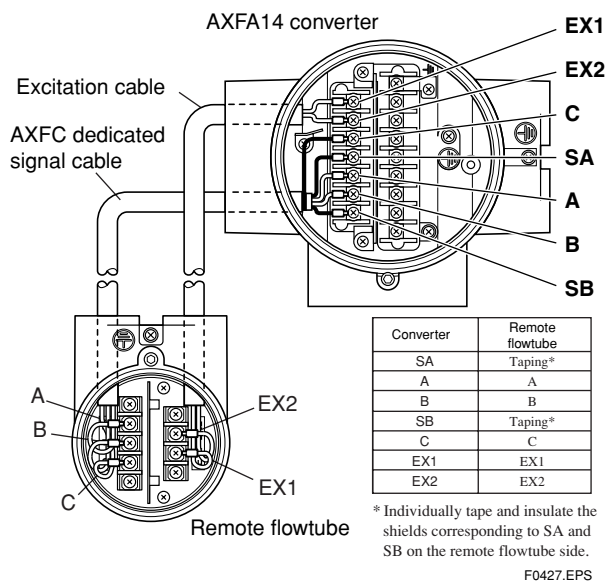 AXFA14 converter
EX1
EX2
C
SA
A
B
SB
Excitation cable
AXFC dedicated
signal cable
A
B
C
EX2
EX1
Remote flowtube
Converter Remote flowtube
SA Taping*
A A
B B
SB Taping*
C C
EX1 EX1
EX2 EX2
* Individually tape and insulate the
shields corresponding to SA and
SB on the remote flowtube side.
F0427.EPS